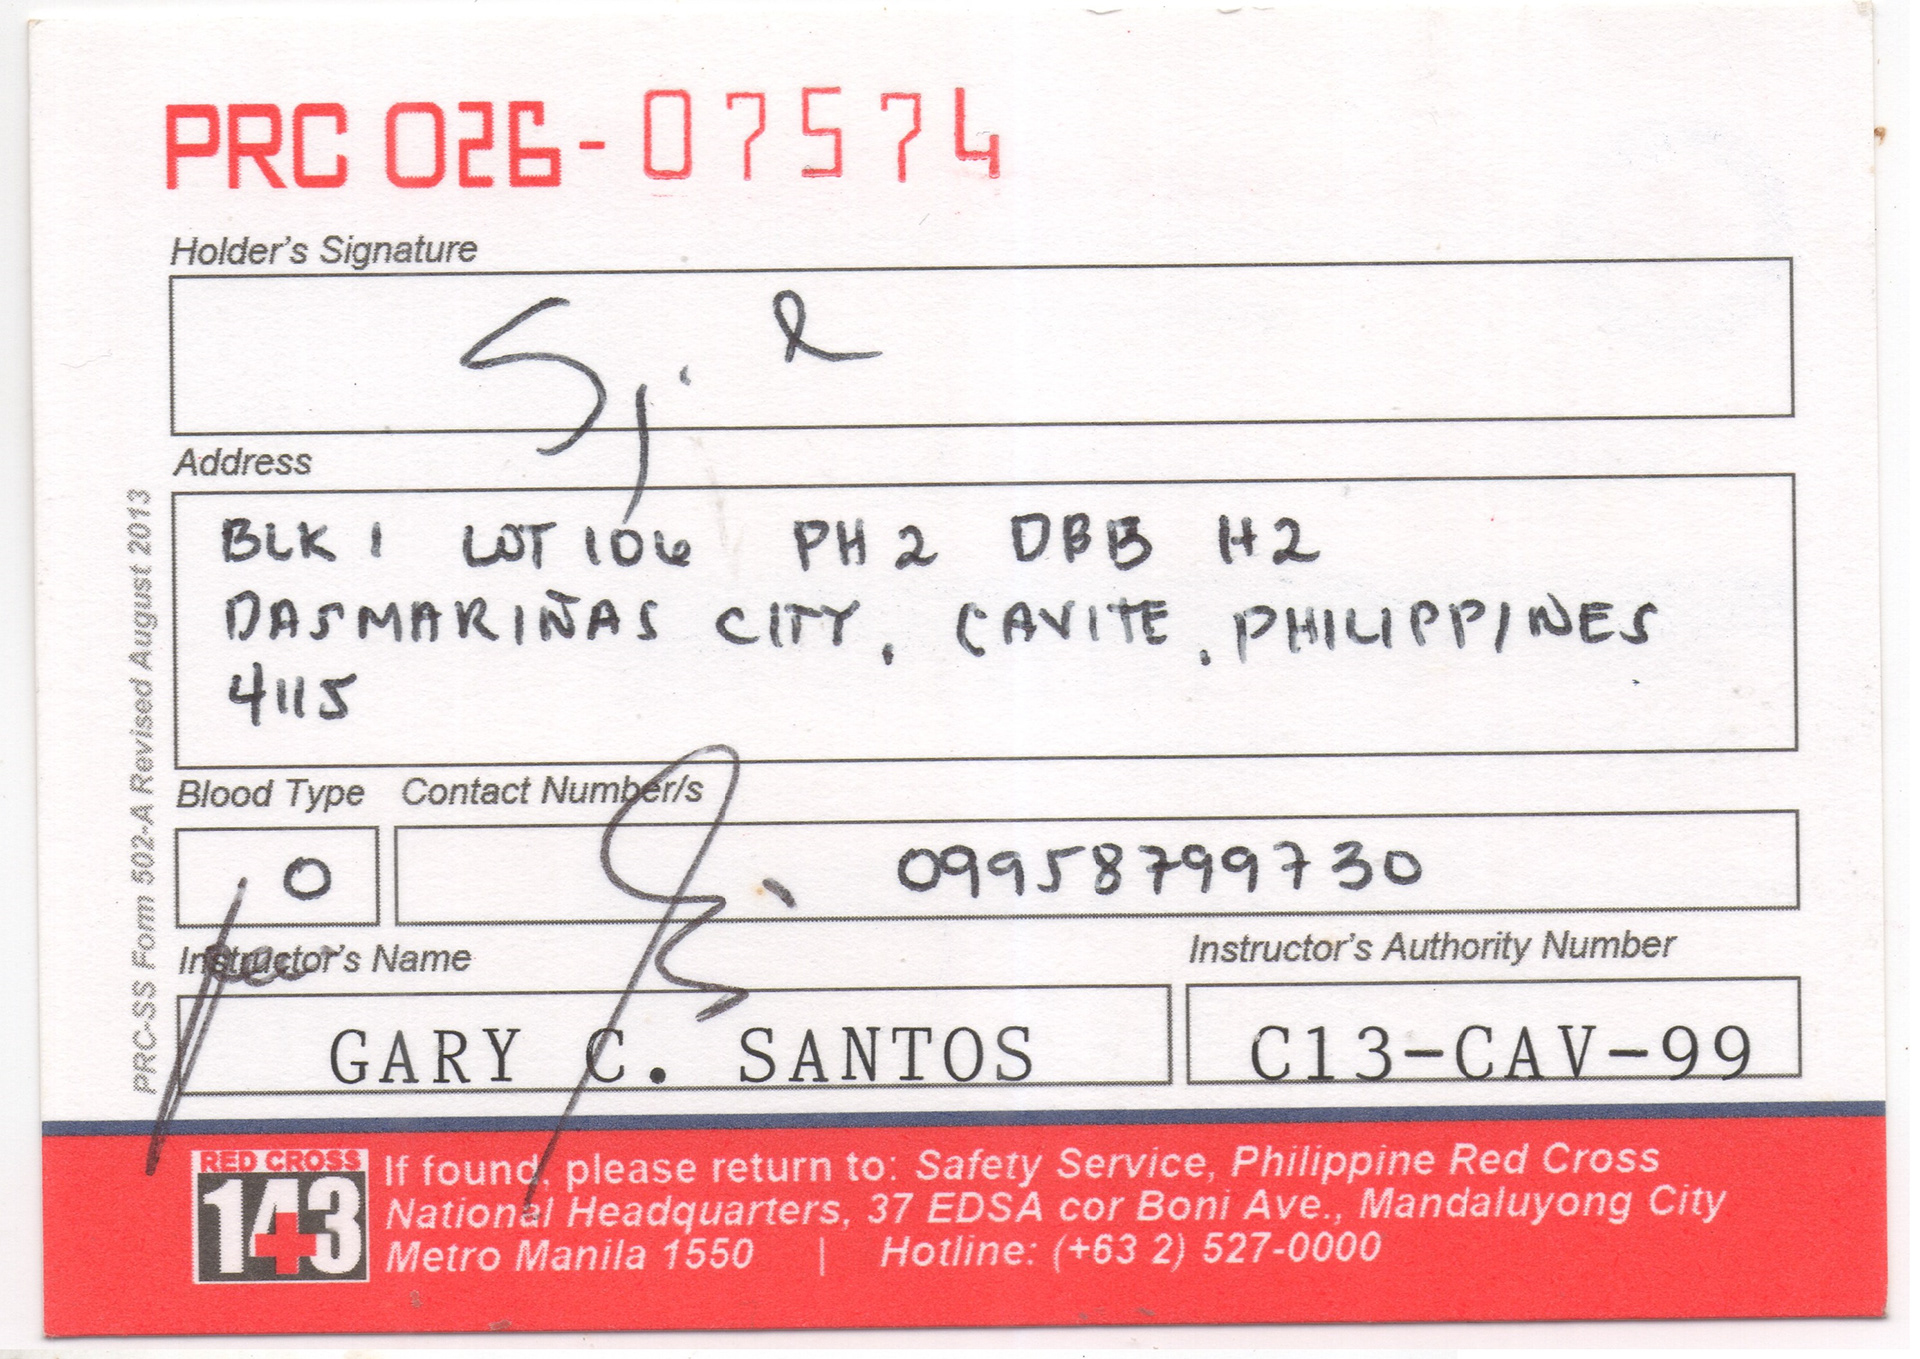 PRC 026-07574
Holder's Signature
Address
BLK 1 LOT 106 PH 2 DBB H2
DASMARIÑAS CITY, CAVITE, PHILIPPINES
4115
Blood Type Contact Number/s
O 09958799730
Instructor's Name Instructor's Authority Number
GARY C. SANTOS C13-CAV-99
PRC-SS Form 502-A Revised August 2013
RED CROSS
143
If found, please return to: Safety Service, Philippine Red Cross
National Headquarters, 37 EDSA cor Boni Ave., Mandaluyong City
Metro Manila 1550 | Hotline: (+63 2) 527-0000